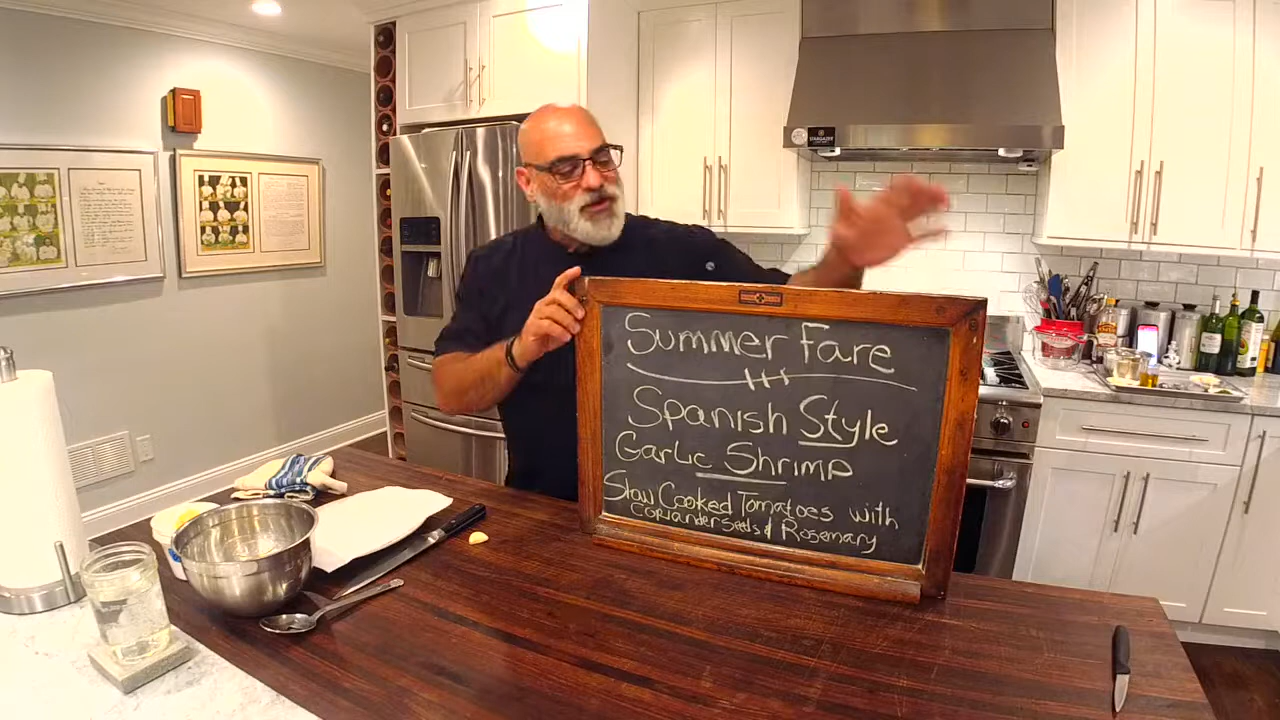 Summer Fare
Spanish Style
Garlic Shrimp
Slow Cooked Tomatoes with
Coriander Seeds & Rosemary